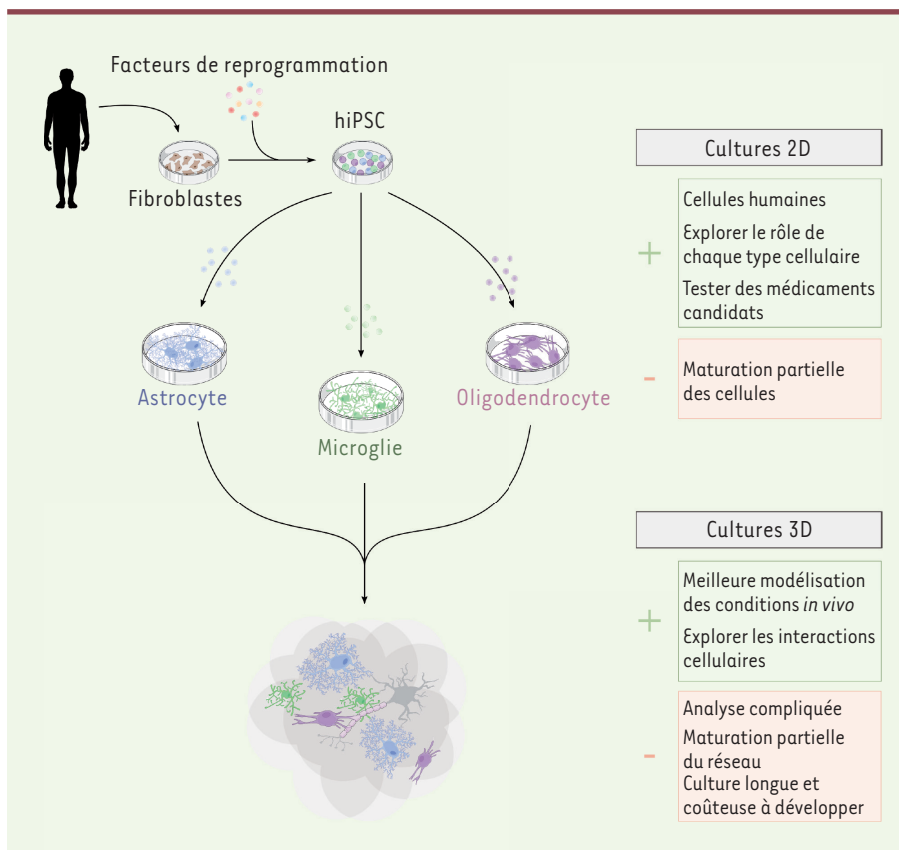 Facteurs de reprogrammation
hiPSC
Fibroblastes
Astrocyte
Microglie
Oligodendrocyte
Cultures 2D
+
Cellules humaines
Explorer le rôle de
chaque type cellulaire
Tester des médicaments
candidats
-
Maturation partielle
des cellules
Cultures 3D
+
Meilleure modélisation
des conditions in vivo
Explorer les interactions
cellulaires
-
Analyse compliquée
Maturation partielle
du réseau
Culture longue et
coûteuse à développer